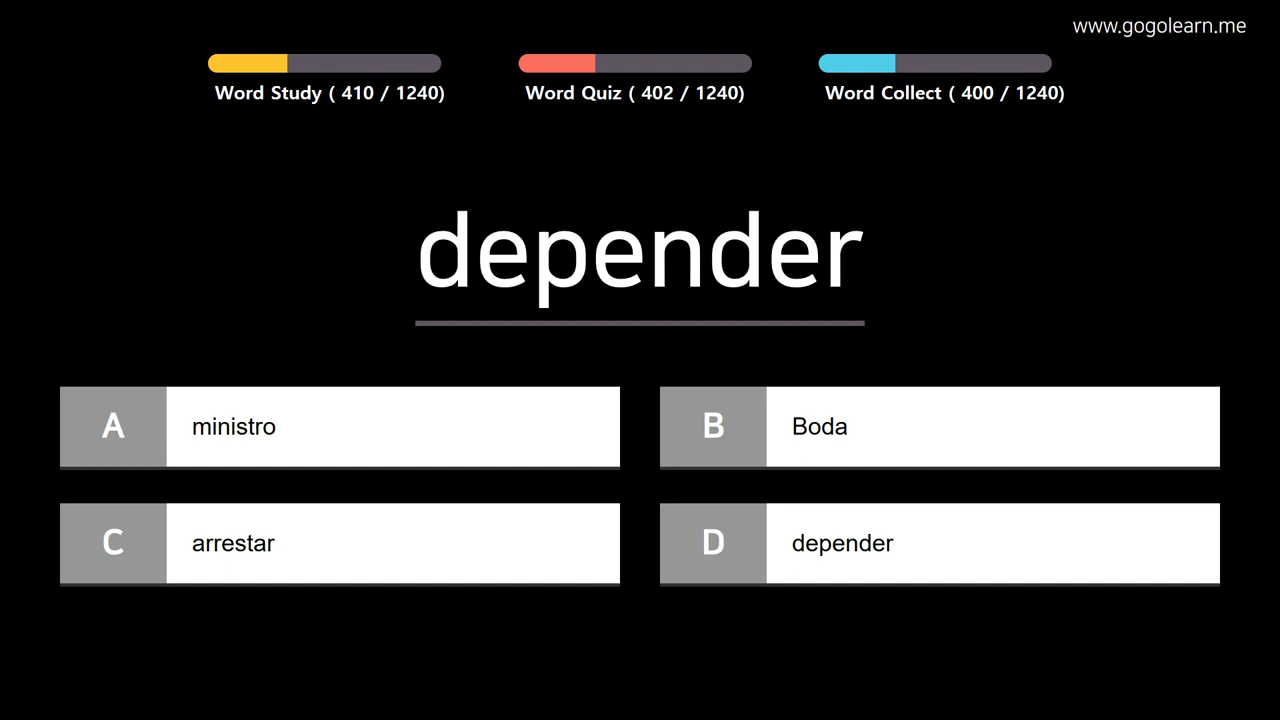 www.gogolearn.me
Word Study ( 410 / 1240)
Word Quiz ( 402 / 1240)
Word Collect ( 400 / 1240)
depender
A ministro
B Boda
C arrestar
D depender